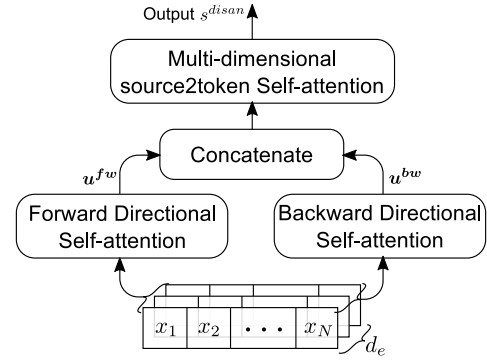 Output s^{disan}
Multi-dimensional
source2token Self-attention
Concatenate
u^{fw}
u^{bw}
Forward Directional
Self-attention
Backward Directional
Self-attention
x_1 x_2 ... x_N
d_e